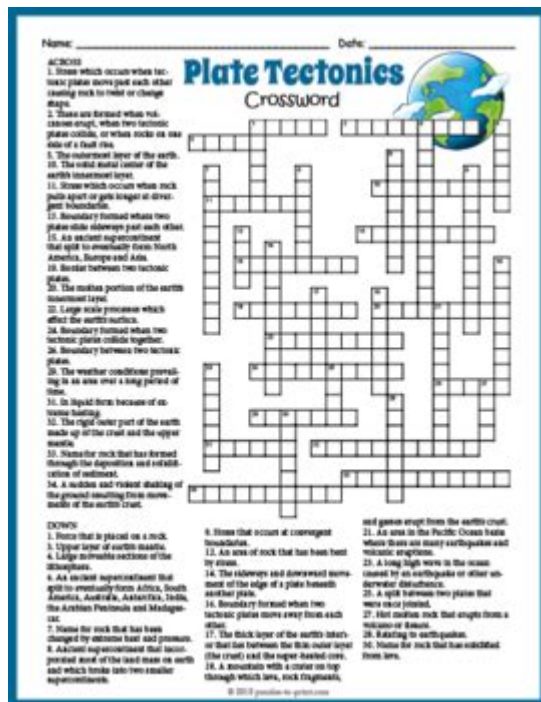 Name: Date:
Plate Tectonics
Crossword
ACROSS
1. Stress which occurs when tec-
tonic plates move past each other
causing rock to twist or change
shape.
2. These are formed when vol-
canoes erupt, when two tectonic
plates collide, or when rocks on one
side of a fault rise.
5. The outermost layer of the earth.
10. The solid metal center of the
earth's innermost layer.
11. Stress which occurs when rock
pulls apart or gets longer at diver-
gent boundaries.
13. Boundary formed when two
plates slide sideways past each other.
15. An ancient supercontinent
that split to eventually form North
America, Europe and Asia.
18. Border between two tectonic
plates.
20. The molten portion of the earth's
innermost layer.
22. Large scale processes which
effect the earth's surface.
24. Boundary formed when two
tectonic plates collide together.
26. Boundary between two tectonic
plates.
29. The weather conditions prevail-
ing in an area over a long period of
time.
31. In liquid form because of ex-
treme heating.
32. The rigid outer part of the earth
made up of the crust and the upper
mantle.
33. Name for rock that has formed
through the deposition and
of sediment.
34. A sudden and violent shaking of
the ground resulting from move-
ments of the earth's crust.
DOWN
1. Force that is placed on a rock.
3. Upper layer of earth's mantle.
4. Large moveable sections of the
lithosphere.
6. An ancient supercontinent that
split to eventually form Africa, South
America, Australia, Antarctica, India,
the Arabian Peninsula and Madagas-
car.
7. Name for rock that has been
changed by extreme heat and pressure.
8. Ancient supercontinent that incor-
porated most of the land mass on earth
and which broke into two smaller
supercontinents.
9. Stress that occurs at convergent
boundaries.
12. An area of rock that has been bent
by stress.
14. The sideways and downward move-
ment of the edge of a plate beneath
another plate.
16. Boundary formed when two
tectonic plates move away from each
other.
17. The thick layer of the earth's interi-
or that lies between the thin outer layer
(the crust) and the super-heated core.
19. A mountain with a crater on top
through which lava, rock fragments,
and gasses erupt from the earth's crust.
21. An area in the Pacific Ocean basin
where there are many earthquakes and
volcanic eruptions.
23. A long high wave in the ocean
caused by an earthquake or other un-
derwater disturbance.
25. A split between two plates that
were once joined.
27. Hot molten rock that erupts from a
volcano or fissure.
28. Relating to earthquakes.
30. Name for rock that has solidified
from lava.
© 2018 puzzles-to-print.com